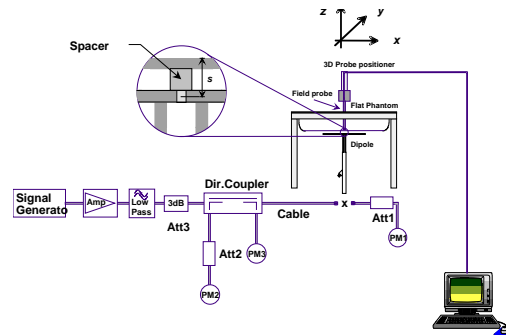 z
y
x
Spacer
s
3D Probe positioner
Field probe
Flat Phantom
Dipole
Dir.Coupler
Signal
Generato
Amp
Low
Pass
3dB
Att3
Cable
x
Att1
PM1
Att2
PM3
PM2